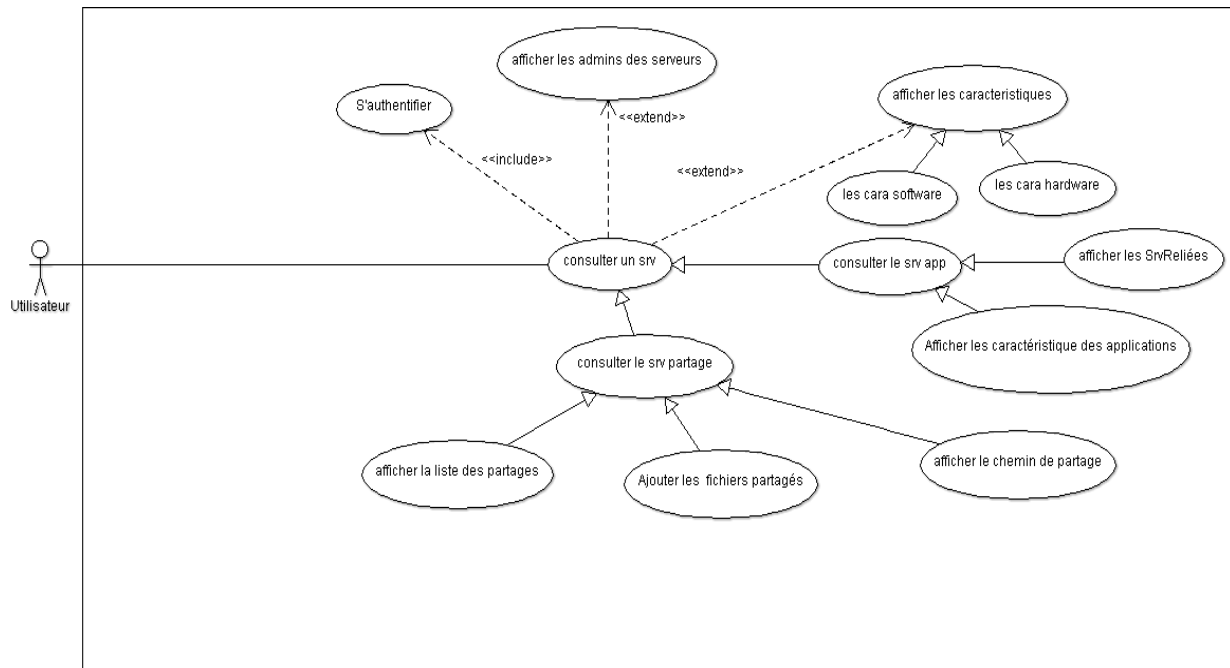 afficher les admins des serveurs
S'authentifier
afficher les caracteristiques
<<extend>>
<<include>>
<<extend>>
les cara software
les cara hardware
consulter un srv
consulter le srv app
afficher les SrvReliées
Utilisateur
Afficher les caractéristique des applications
consulter le srv partage
afficher la liste des partages
Ajouter les fichiers partagés
afficher le chemin de partage